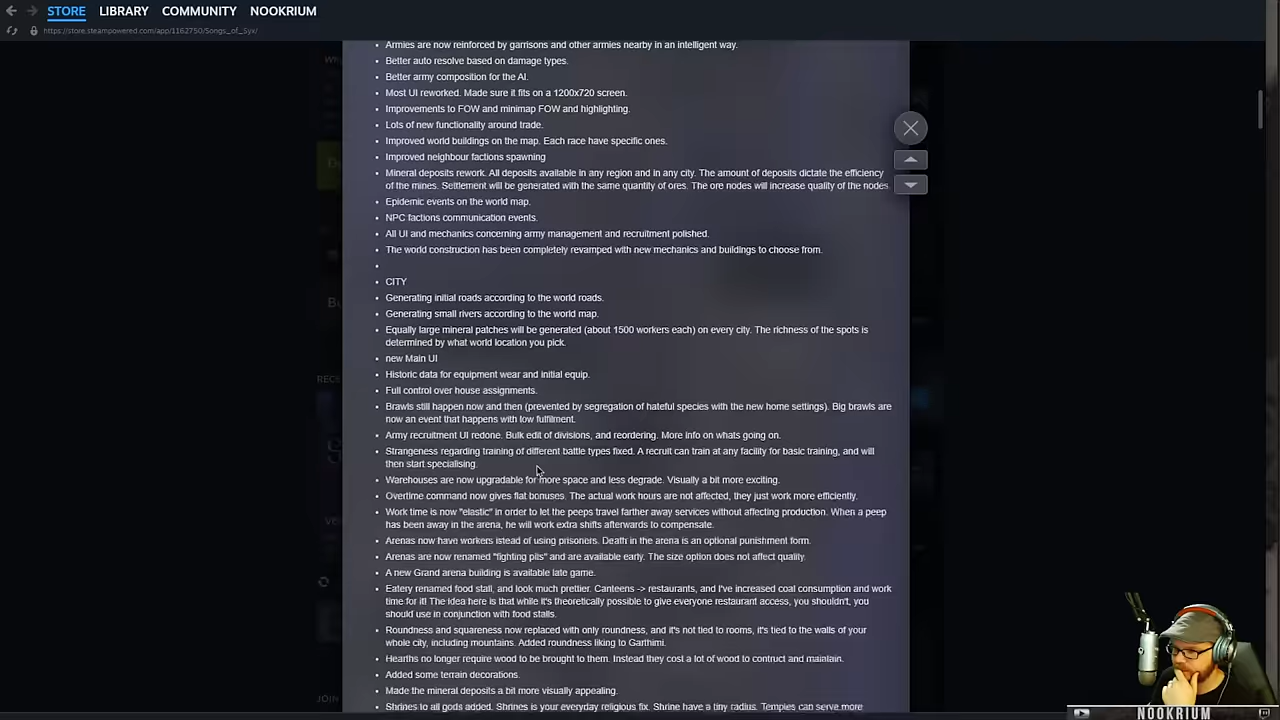 STORE LIBRARY COMMUNITY NOOKRIUM
https://store.steampowered.com/app/1162750/Songs_of_Syx/
Armies are now reinforced by garrisons and other armies nearby in an intelligent way.
Better auto resolve based on damage types.
Better army composition for the AI.
Most UI reworked. Made sure it fits on a 1200x720 screen.
Improvements to FOW and minimap FOW and highlighting.
Lots of new functionality around trade.
Improved world buildings on the map. Each race have specific ones.
Improved neighbour factions spawning
Mineral deposits rework. All deposits available in any region and in any city. The amount of deposits dictate the efficiency
of the mines. Settlement will be generated with the same quantity of ores. The ore nodes will increase quality of the nodes.
Epidemic events on the world map.
NPC factions communication events.
All UI and mechanics concerning army management and recruitment polished.
The world construction has been completely revamped with new mechanics and buildings to choose from.
CITY
Generating initial roads according to the world roads.
Generating small rivers according to the world map.
Equally large mineral patches will be generated (about 1500 workers each) on every city. The richness of the spots is
determined by what world location you pick.
new Main UI
Historic data for equipment wear and initial equip.
Full control over house assignments.
Brawls still happen now and then (prevented by segregation of hateful species with the new home settings). Big brawls are
now an event that happens with low fulfilment.
Army recruitment UI redone. Bulk edit of divisions, and reordering. More info on whats going on.
Strangeness regarding training of different battle types fixed. A recruit can train at any facility for basic training, and will
then start specialising.
Warehouses are now upgradable for more space and less degrade. Visually a bit more exciting.
Overtime command now gives flat bonuses. The actual work hours are not affected, they just work more efficiently.
Work time is now "elastic" in order to let the peeps travel farther away services without affecting production. When a peep
has been away in the arena, he will work extra shifts afterwards to compensate.
Arenas now have workers istead of using prisoners. Death in the arena is an optional punishment form.
Arenas are now renamed "fighting pits" and are available early. The size option does not affect quality.
A new Grand arena building is available late game.
Eatery renamed food stall, and look much prettier. Canteens -> restaurants, and I've increased coal consumption and work
time for it! The idea here is that while it's theoretically possible to give everyone restaurant access, you shouldn't, you
should use in conjunction with food stalls.
Roundness and squareness now replaced with only roundness, and it's not tied to rooms, it's tied to the walls of your
whole city, including mountains. Added roundness liking to Garthimi.
Hearths no longer require wood to be brought to them. Instead they cost a lot of wood to contruct and maintain.
Added some terrain decorations.
Made the mineral deposits a bit more visually appealing.
Shrines to all gods added. Shrines is your everyday religious fix. Shrine have a tiny radius. Temples can serve more
NOOKRIUM